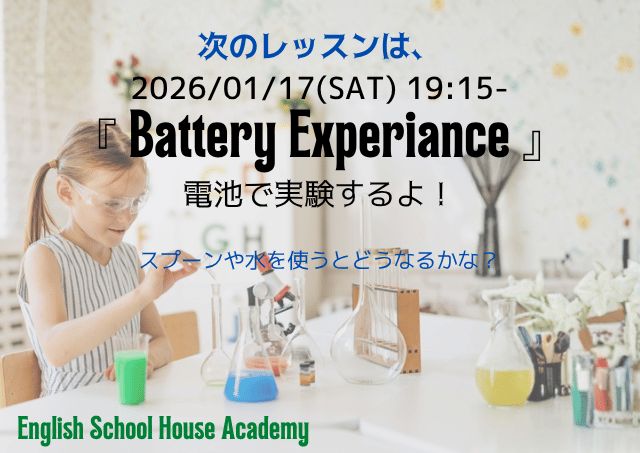 次のレッスンは、
2026/01/17(SAT) 19:15-
『 Battery Experiance 』
電池で実験するよ！
スプーンや水を使うとどうなるかな？
English School House Academy